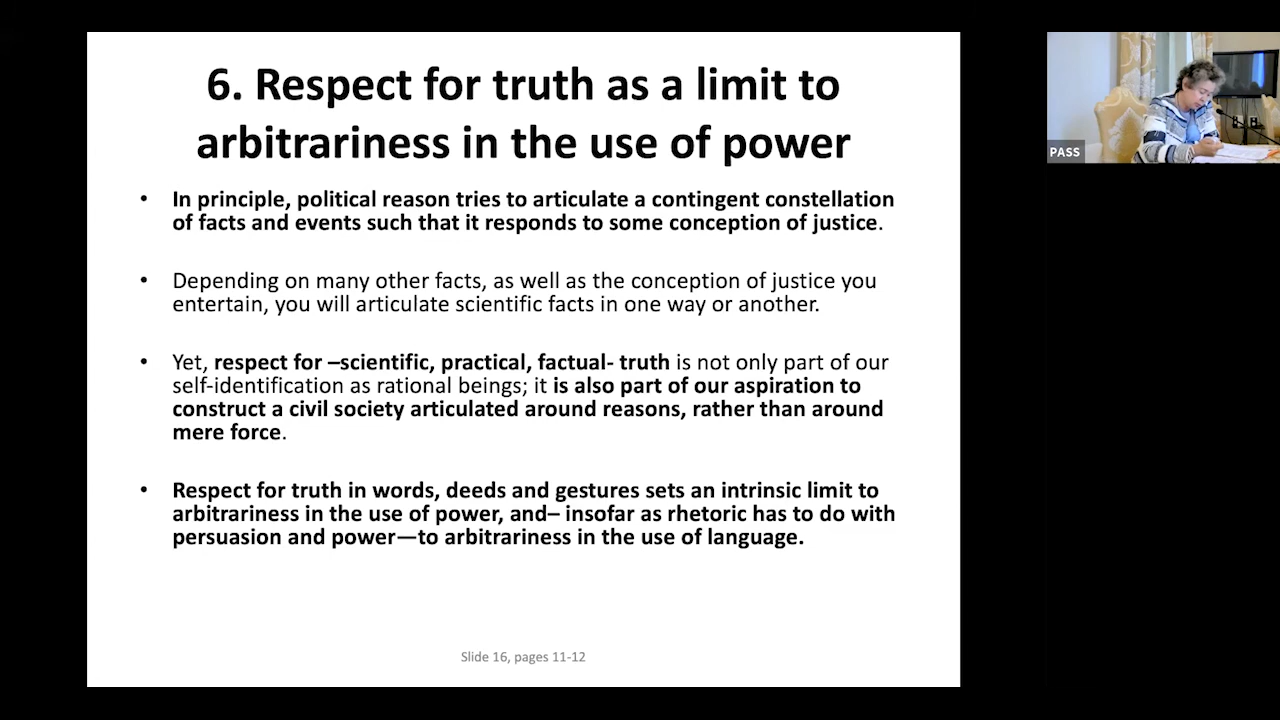 6. Respect for truth as a limit to
arbitrariness in the use of power
• In principle, political reason tries to articulate a contingent constellation
of facts and events such that it responds to some conception of justice.
• Depending on many other facts, as well as the conception of justice you
entertain, you will articulate scientific facts in one way or another.
• Yet, respect for –scientific, practical, factual- truth is not only part of our
self-identification as rational beings; it is also part of our aspiration to
construct a civil society articulated around reasons, rather than around
mere force.
• Respect for truth in words, deeds and gestures sets an intrinsic limit to
arbitrariness in the use of power, and– insofar as rhetoric has to do with
persuasion and power—to arbitrariness in the use of language.
Slide 16, pages 11-12
PASS